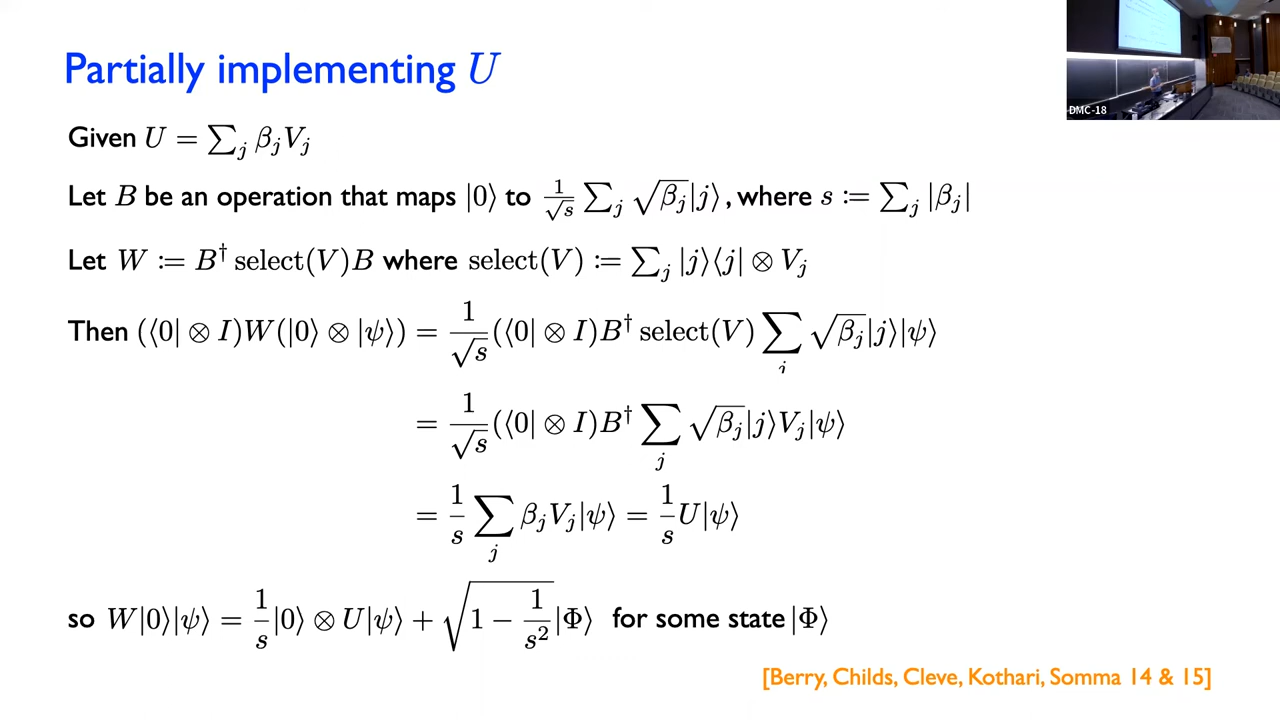 Partially implementing U
DMC-18
Given U = ∑_j β_j V_j
Let B be an operation that maps |0⟩ to 1/√s ∑_j √β_j |j⟩, where s := ∑_j |β_j|
Let W := B† select(V)B where select(V) := ∑_j |j⟩⟨j| ⊗ V_j
Then (⟨0| ⊗ I)W(|0⟩ ⊗ |ψ⟩) = 1/√s (⟨0| ⊗ I)B† select(V) ∑_j √β_j |j⟩|ψ⟩
= 1/√s (⟨0| ⊗ I)B† ∑_j √β_j |j⟩V_j|ψ⟩
= 1/s ∑_j β_j V_j|ψ⟩ = 1/s U|ψ⟩
so W|0⟩|ψ⟩ = 1/s |0⟩ ⊗ U|ψ⟩ + √(1 − 1/s²) |Φ⟩ for some state |Φ⟩
[Berry, Childs, Cleve, Kothari, Somma 14 & 15]